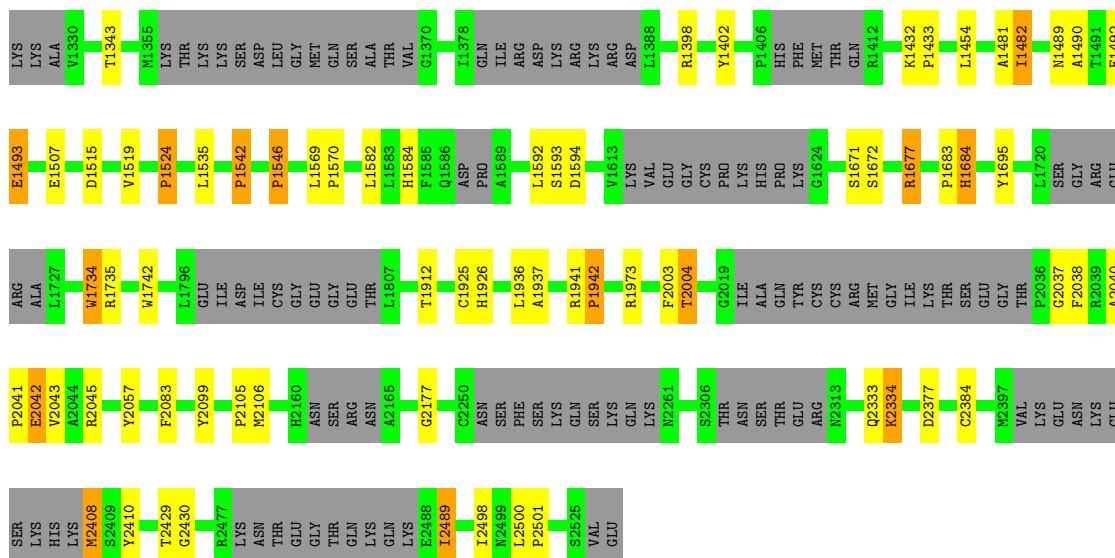 LYS LYS ALA V1330 T1343 M1355 LYS THR LYS LYS SER ASP LEU GLY MET GLN SER ALA THR VAL G1370 I1378 GLN ILE ARG ASP LYS ARG LYS ARG ASP L1388 R1398 Y1402 P1406 HIS PHE MET THR GLN R1412 K1432 P1433 L1454 A1481 I1482 N1489 A1490 T1491
E1493 E1507 D1515 V1519 P1524 L1535 P1542 P1546 L1569 P1570 L1582 L1583 H1584 F1585 Q1586 ASP PRO A1589 L1592 S1593 D1594 V1613 LYS VAL GLU GLY CYS PRO LYS HIS PRO LYS G1624 S1671 S1672 R1677 P1683 H1684 Y1695 L1720 SER GLY ARG GLU
ARG ALA L1727 W1734 R1735 W1742 L1796 GLU ILE ASP ILE CYS GLY GLU GLY GLU THR L1807 T1912 C1925 H1926 L1936 A1937 R1941 P1942 R1973 F2003 T2004 G2019 ILE ALA GLN TYR CYS CYS ARG MET GLY ILE LYS THR SER GLU GLY THR P2036 G2037 F2038 R2039 A2040
P2041 E2042 V2043 A2044 R2045 Y2057 F2083 Y2099 P2105 M2106 H2160 ASN SER ARG ASN A2165 G2177 C2250 ASN SER PHE SER LYS GLN SER LYS GLN LYS N2261 S2306 THR ASN SER THR GLU ARG N2313 Q2333 K2334 D2377 C2384 M2397 VAL LYS GLU ASN LYS GLU
SER LYS HIS LYS M2408 S2409 Y2410 T2429 G2430 R2477 LYS ASN THR GLU GLY THR GLN LYS GLN LYS E2488 I2489 I2498 N2499 L2500 P2501 S2525 VAL GLU